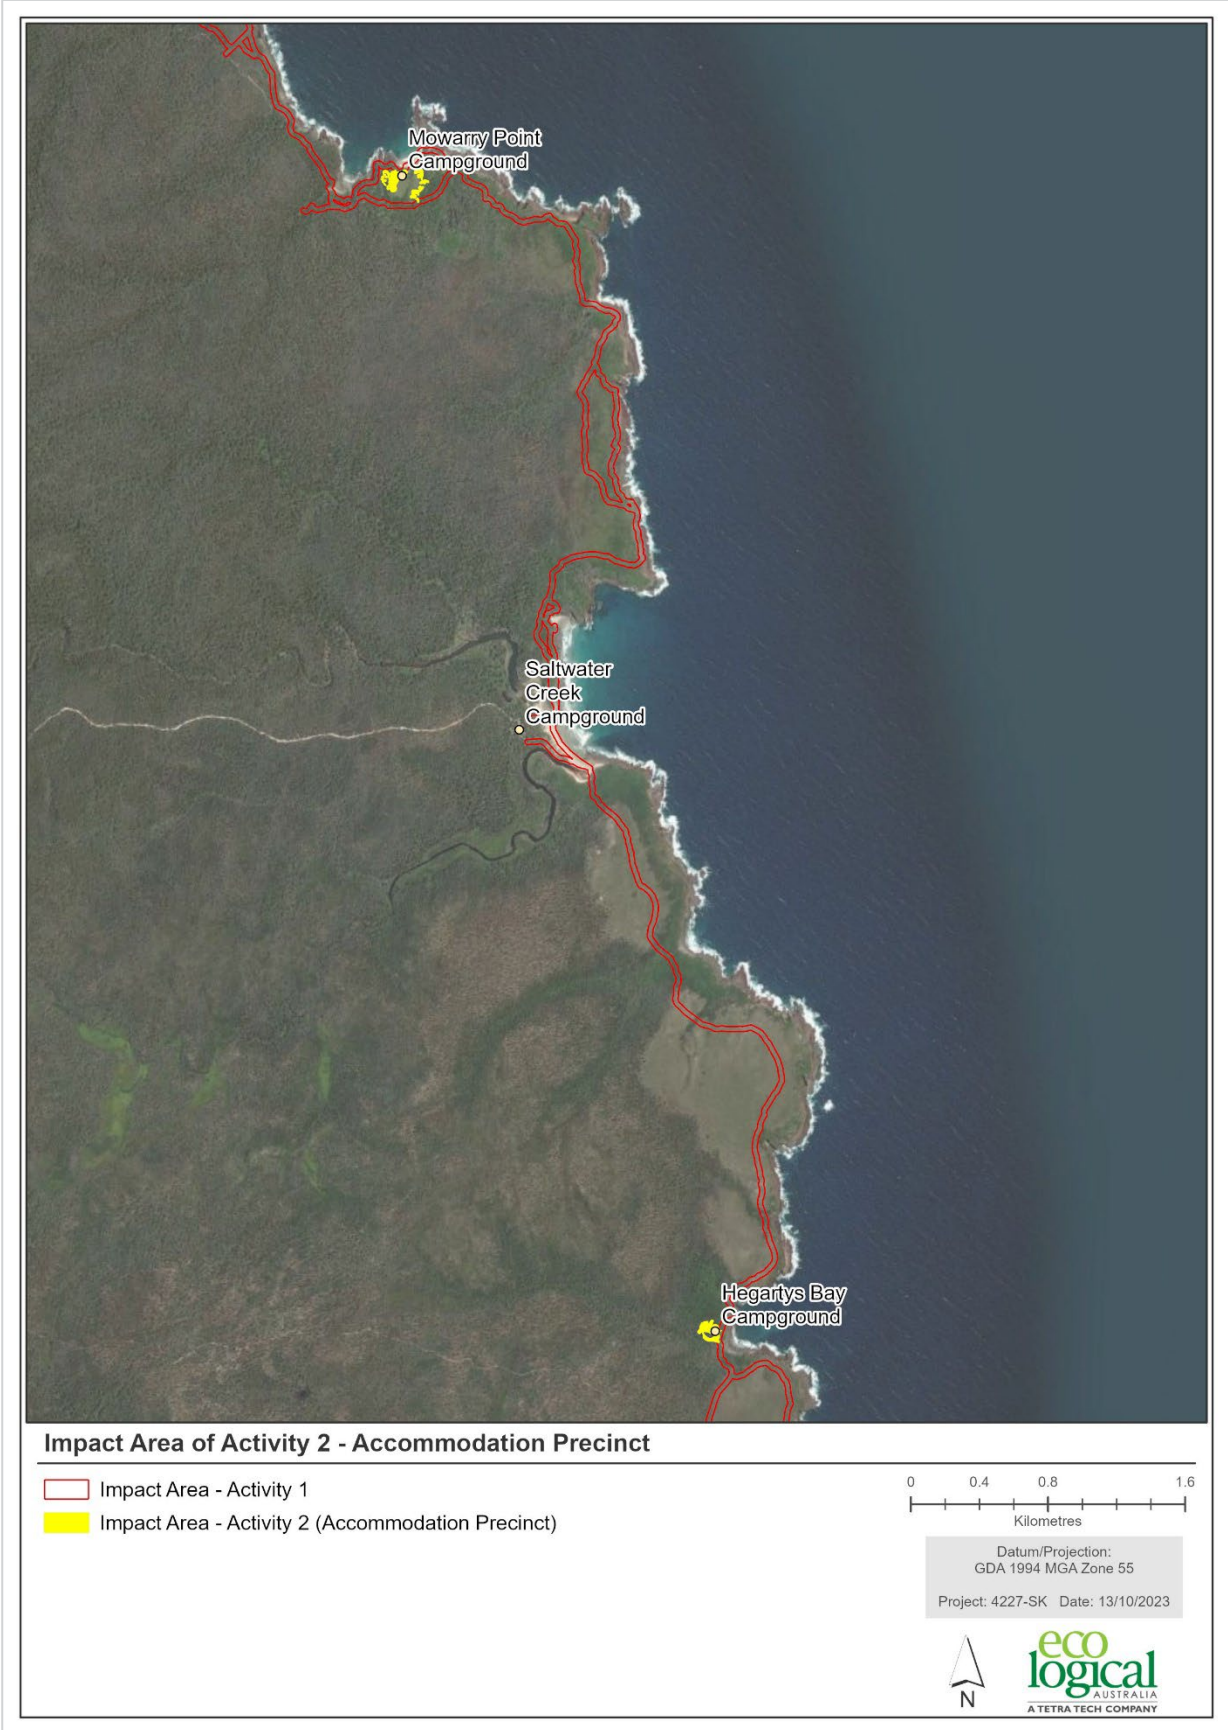 Mowarry Point
Campground
Saltwater
Creek
Campground
Hegartys Bay
Campground
Impact Area of Activity 2 - Accommodation Precinct
Impact Area - Activity 1
Impact Area - Activity 2 (Accommodation Precinct)
0 0.4 0.8 1.6
Kilometres
Datum/Projection:
GDA 1994 MGA Zone 55
Project: 4227-SK Date: 13/10/2023
N
eco
logical
AUSTRALIA
A TETRA TECH COMPANY